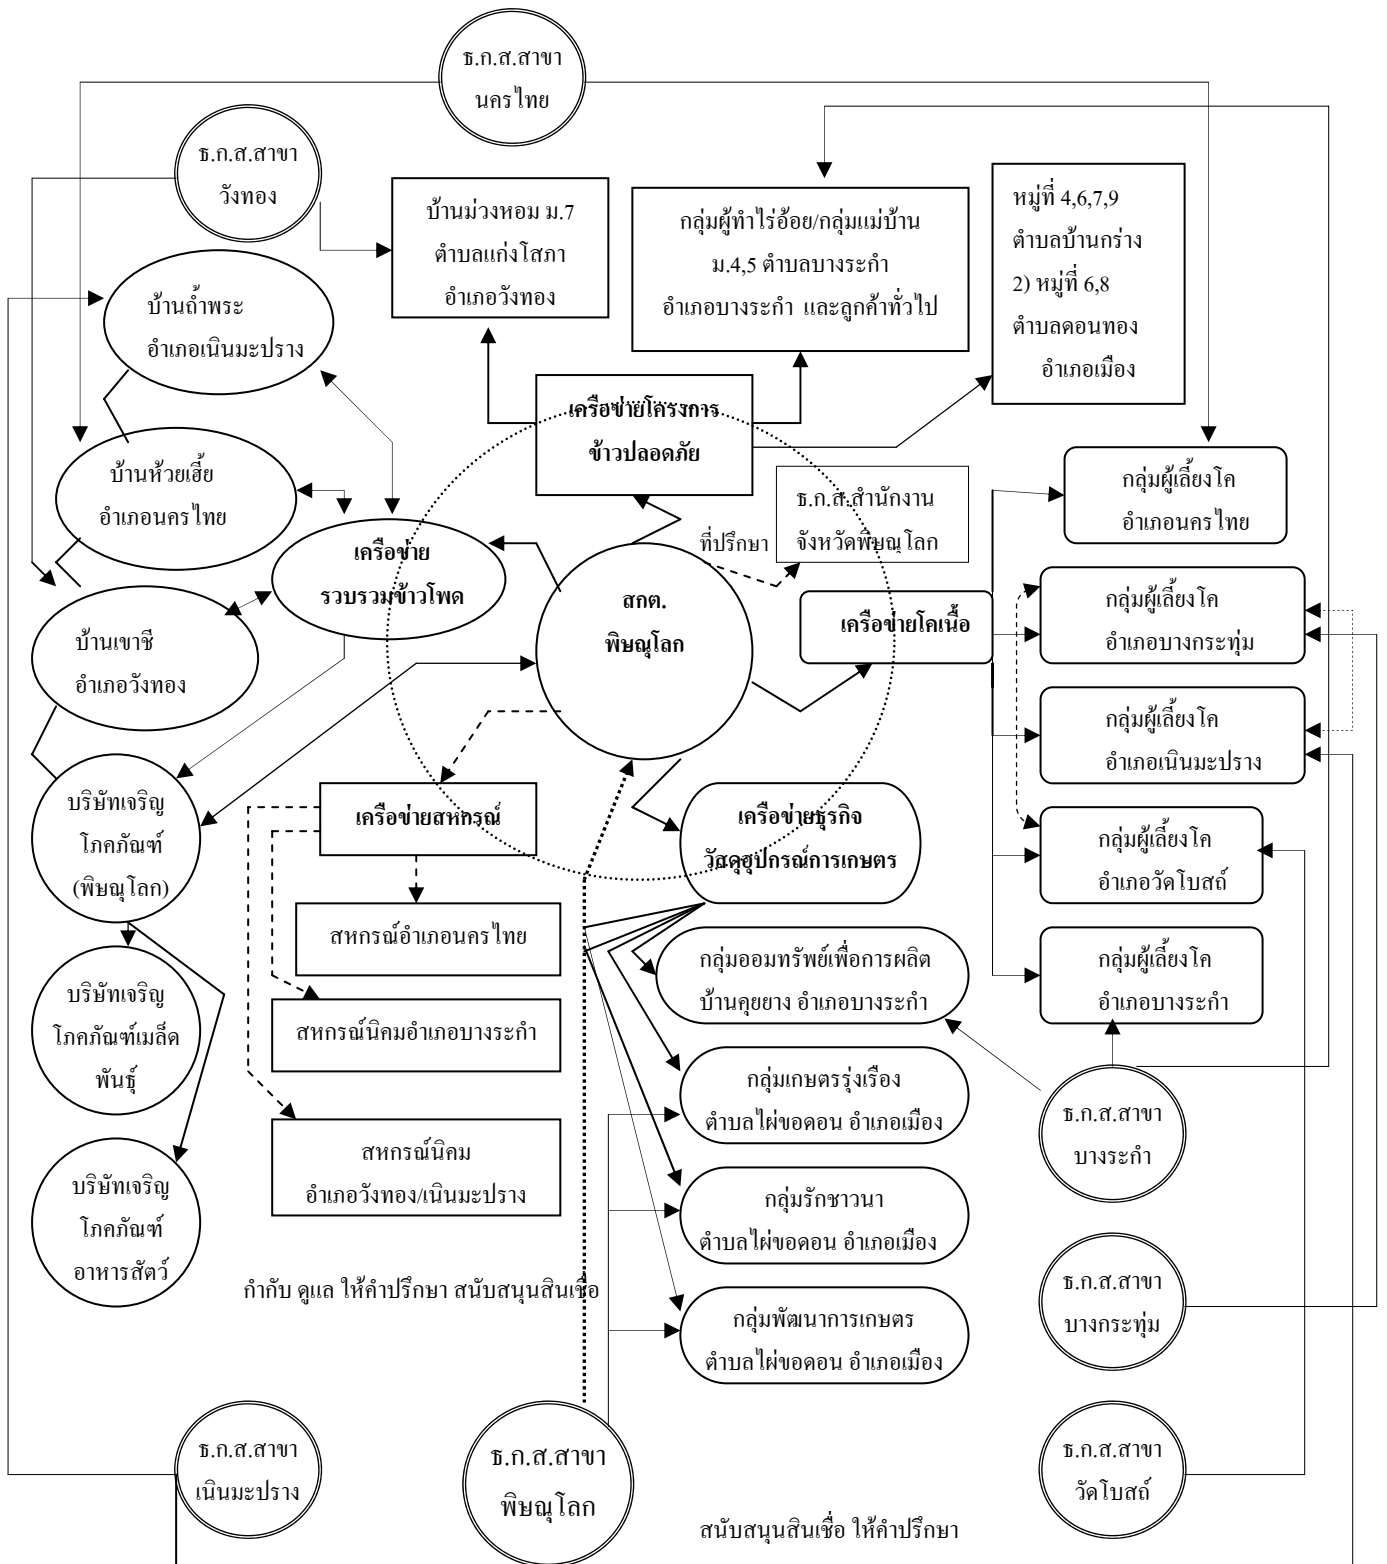 ธ.ก.ส.สาขา
นครไทย
ธ.ก.ส.สาขา
วังทอง
บ้านม่วงหอม ม.7
ตำบลแก่งโสภา
อำเภอวังทอง
กลุ่มผู้ทำไร่อ้อย/กลุ่มแม่บ้าน
ม.4,5 ตำบลบางระกำ
อำเภอบางระกำ และลูกค้าทั่วไป
หมู่ที่ 4,6,7,9
ตำบลบ้านกร่าง
2) หมู่ที่ 6,8
ตำบลดอนทอง
อำเภอเมือง
บ้านถ้ำพระ
อำเภอเนินมะปราง
เครือข่ายโครงการ
ข้าวปลอดภัย
บ้านห้วยเฮี้ย
อำเภอนครไทย
ธ.ก.ส.สำนักงาน
จังหวัดพิษณุโลก
ที่ปรึกษา
กลุ่มผู้เลี้ยงโค
อำเภอนครไทย
เครือข่าย
รวบรวมข้าวโพด
สกต.
พิษณุโลก
เครือข่ายโคเนื้อ
กลุ่มผู้เลี้ยงโค
อำเภอบางกระทุ่ม
บ้านเขาชี
อำเภอวังทอง
กลุ่มผู้เลี้ยงโค
อำเภอเนินมะปราง
บริษัทเจริญ
โภคภัณฑ์
(พิษณุโลก)
เครือข่ายสหกรณ์
เครือข่ายธุรกิจ
วัสดุอุปกรณ์การเกษตร
กลุ่มผู้เลี้ยงโค
อำเภอวัดโบสถ์
สหกรณ์อำเภอนครไทย
กลุ่มออมทรัพย์เพื่อการผลิต
บ้านคุยยาง อำเภอบางระกำ
กลุ่มผู้เลี้ยงโค
อำเภอบางระกำ
บริษัทเจริญ
โภคภัณฑ์เมล็ด
พันธุ์
สหกรณ์นิคมอำเภอบางระกำ
กลุ่มเกษตรรุ่งเรือง
ตำบลไผ่ขอดอน อำเภอเมือง
ธ.ก.ส.สาขา
บางระกำ
สหกรณ์นิคม
อำเภอวังทอง/เนินมะปราง
บริษัทเจริญ
โภคภัณฑ์
อาหารสัตว์
กลุ่มรักชาวนา
ตำบลไผ่ขอดอน อำเภอเมือง
กำกับ ดูแล ให้คำปรึกษา สนับสนุนสินเชื่อ
ธ.ก.ส.สาขา
บางกระทุ่ม
กลุ่มพัฒนาการเกษตร
ตำบลไผ่ขอดอน อำเภอเมือง
ธ.ก.ส.สาขา
เนินมะปราง
ธ.ก.ส.สาขา
พิษณุโลก
ธ.ก.ส.สาขา
วัดโบสถ์
สนับสนุนสินเชื่อ ให้คำปรึกษา